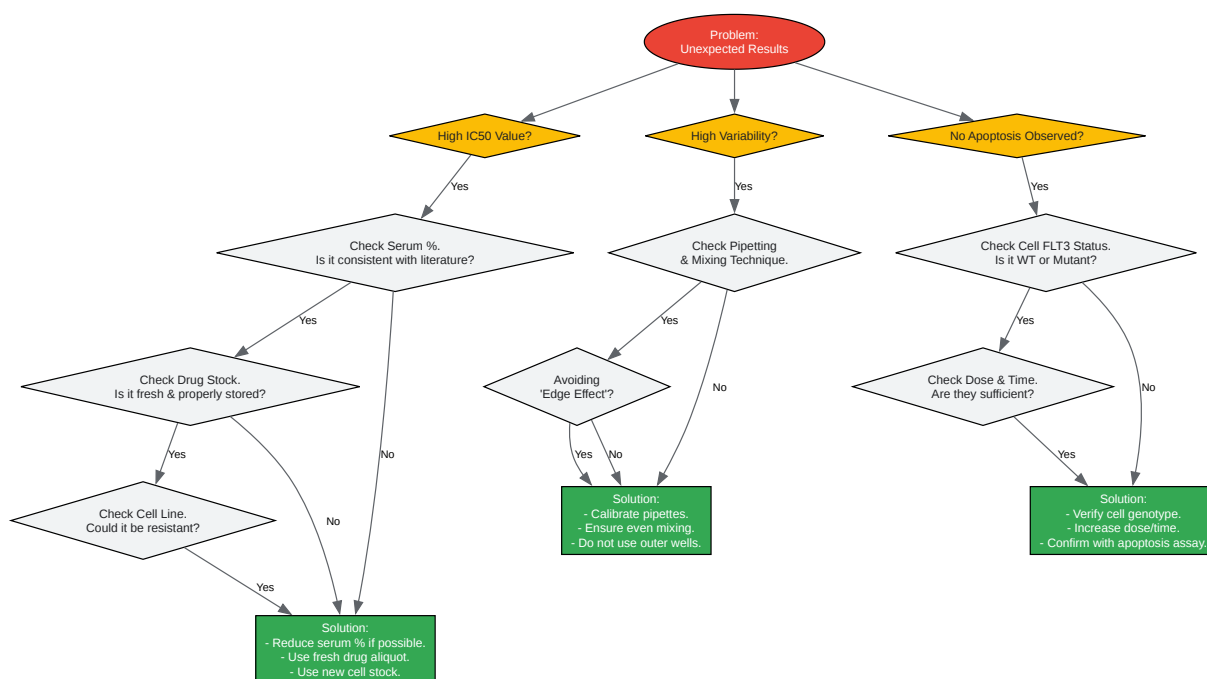 Problem:
Unexpected Results
High IC50 Value?
High Variability?
No Apoptosis Observed?
Yes
Yes
Yes
Check Serum %.
Is it consistent with literature?
Check Pipetting
& Mixing Technique.
Check Cell FLT3 Status.
Is it WT or Mutant?
Yes
Yes
Yes
Check Drug Stock.
Is it fresh & properly stored?
Avoiding
'Edge Effect'?
Check Dose & Time.
Are they sufficient?
No
No
Yes
No
Yes
No
Yes
Check Cell Line.
Could it be resistant?
Solution:
- Calibrate pipettes.
- Ensure even mixing.
- Do not use outer wells.
Solution:
- Verify cell genotype.
- Increase dose/time.
- Confirm with apoptosis assay.
No
Yes
Solution:
- Reduce serum % if possible.
- Use fresh drug aliquot.
- Use new cell stock.